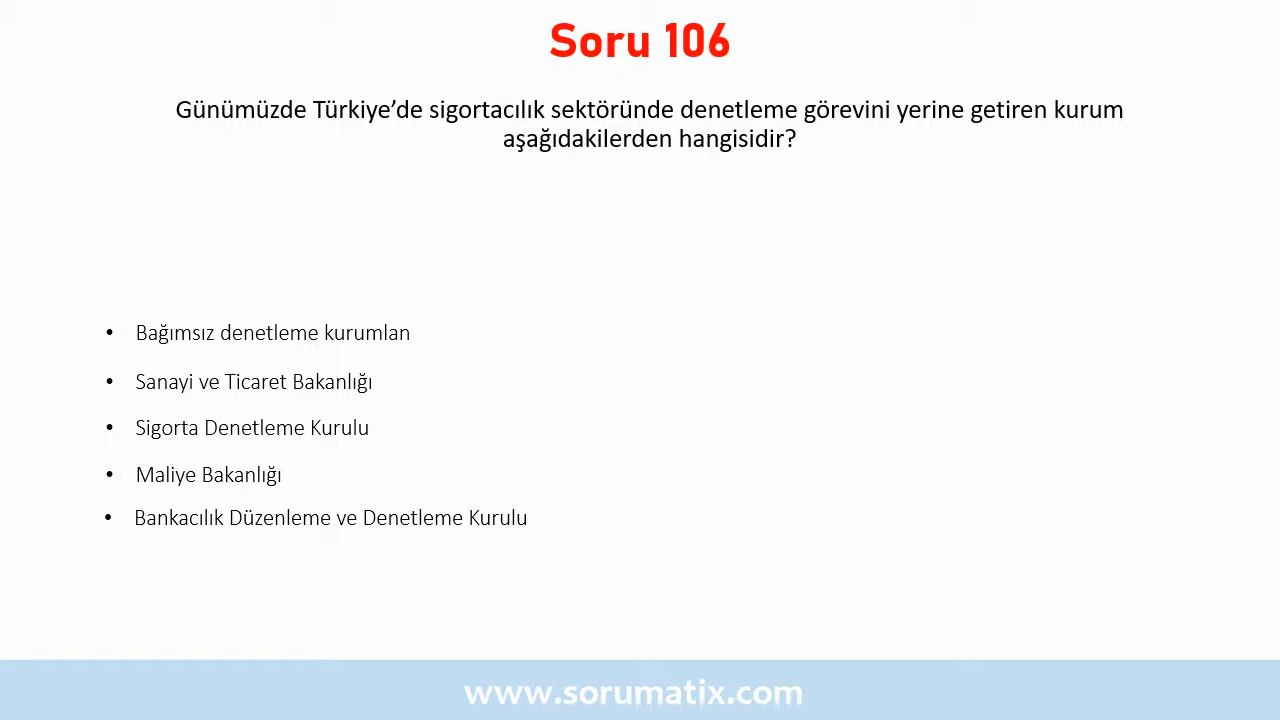 Soru 106
Günümüzde Türkiye’de sigortacılık sektöründe denetleme görevini yerine getiren kurum
aşağıdakilerden hangisidir?
• Bağımsız denetleme kurumlan
• Sanayi ve Ticaret Bakanlığı
• Sigorta Denetleme Kurulu
• Maliye Bakanlığı
• Bankacılık Düzenleme ve Denetleme Kurulu
www.sorumatix.com